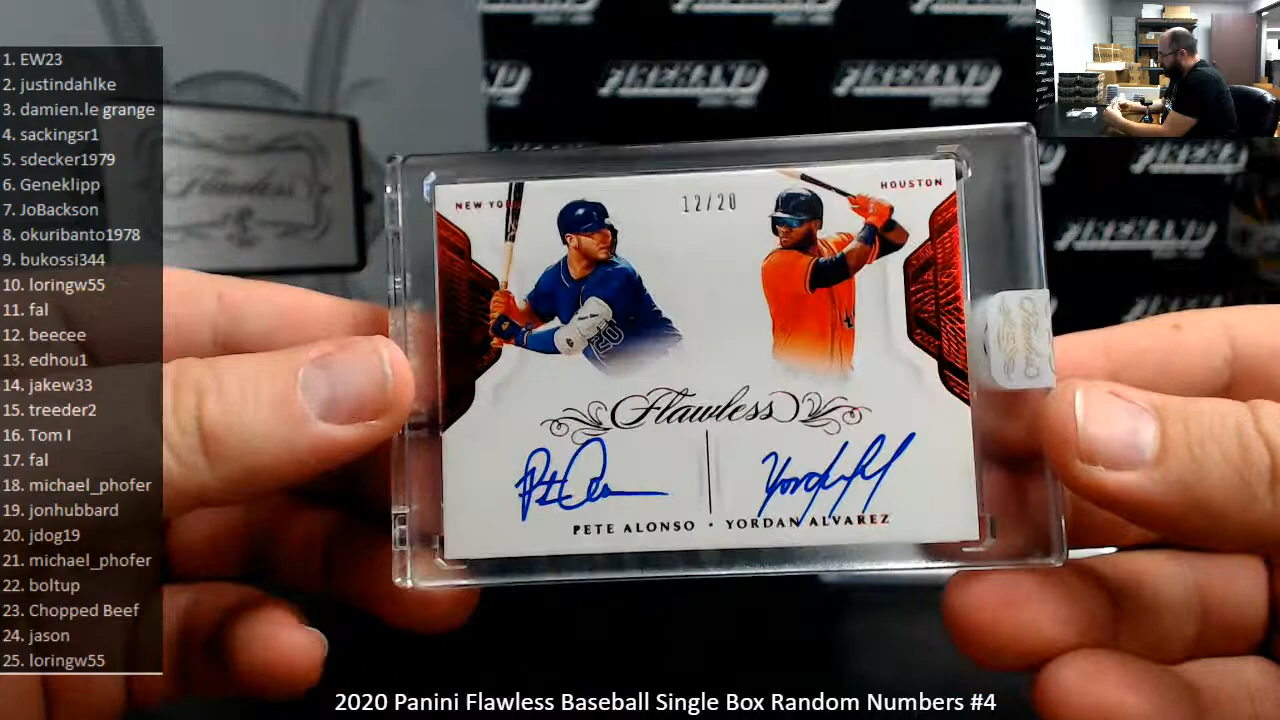 1. EW23
2. justindahlke
3. damien.le grange
4. sackingsr1
5. sdecker1979
6. Geneklipp
7. JoBackson
8. okuribanto1978
9. bukossi344
10. loringw55
11. fal
12. beecee
13. edhou1
14. jakew33
15. treeder2
16. Tom I
17. fal
18. michael_phofer
19. jonhubbard
20. jdog19
21. michael_phofer
22. boltup
23. Chopped Beef
24. jason
25. loringw55
FIREHAND FIREHAND
Flawless
NEW YORK
12/20
HOUSTON
20
Flawless
PETE ALONSO • YORDAN ALVAREZ
2020 Panini Flawless Baseball Single Box Random Numbers #4